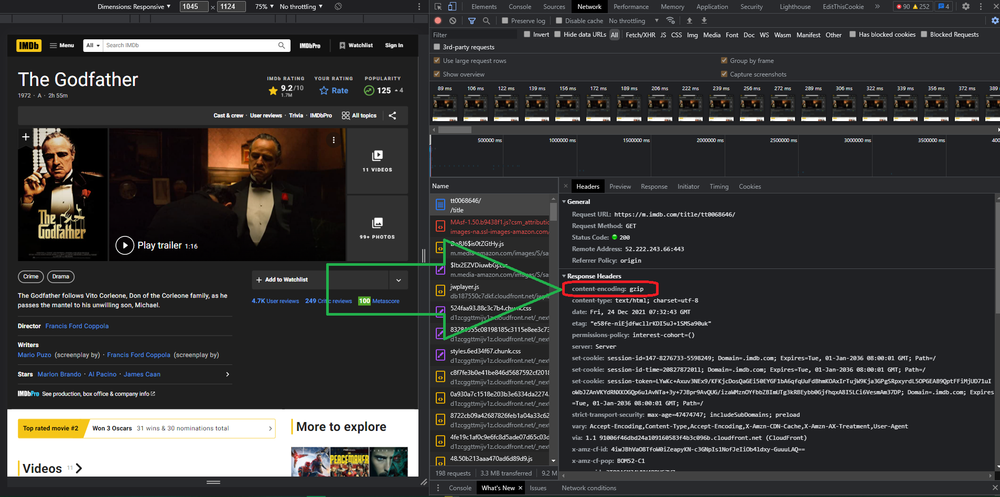 Dimensions: Responsive ▼ 1045 × 1124 75% ▼ No throttling ▼
IMDb Menu All Search IMDb IMDbPro Watchlist Sign In
The Godfather
1972 · A · 2h 55m
IMDb RATING YOUR RATING POPULARITY
9.2/10 Rate 125 4
1.7M
Cast & crew · User reviews · Trivia · IMDbPro All topics
The
Godfather
11 VIDEOS
99+ PHOTOS
Play trailer 1:16
Crime Drama
+ Add to Watchlist
The Godfather follows Vito Corleone, Don of the Corleone family, as he
passes the mantel to his unwilling son, Michael.
4.7K User reviews 249 Critic reviews 100 Metascore
Director Francis Ford Coppola
Writers
Mario Puzo (screenplay by) · Francis Ford Coppola (screenplay by)
Stars Marlon Brando · Al Pacino · James Caan
IMDbPro See production, box office & company info
Top rated movie #2 Won 3 Oscars 31 wins & 30 nominations total
More to explore
Videos 11
PEACEMAKER
Elements Console Sources Network Performance Memory Application Security Lighthouse EditThisCookie » 90 252 4
Preserve log Disable cache No throttling
Filter Invert Hide data URLs All Fetch/XHR JS CSS Img Media Font Doc WS Wasm Manifest Other Has blocked cookies Blocked Requests
3rd-party requests
Use large request rows Group by frame
Show overview Capture screenshots
89 ms 106 ms 122 ms 139 ms 156 ms 172 ms 189 ms 206 ms 222 ms 239 ms 256 ms 272 ms 289 ms 306 ms 322 ms 339 ms 356 ms 372 ms 389
500000 ms 1000000 ms 1500000 ms 2000000 ms 2500000 ms 3000000 ms 3500000 ms 400
Name
tt0068646/
/title
MAsf-1.50.b9438f1.js?csm_attributio
images-na.ssl-images-amazon.com/
m.media-amazon.com/images/S/sas
$Itx2EZVDiuwbGj.css
m.media-amazon.com/images/S/sas
jwplayer.js
db187550c7dkf.cloudfront.net/jwpla
524faa93.88c3c7b4.chunk.css
d1zcggttmijv1z.cloudfront.net/_next
d1zcggttmijv1z.cloudfront.net/_next
styles.6ed34f67.chunk.css
d1zcggttmijv1z.cloudfront.net/_next
c8f7fe3b0e41be846d5687592cf2018
d1zcggttmijv1z.cloudfront.net/_next
0a930a7c1518e203b3e6334da2274.
d1zcggttmijv1z.cloudfront.net/_next
8722cb09a42687826feb1a04a33c62
d1zcggttmijv1z.cloudfront.net/_next
4fe19c1af0c9e6fc8d5ade07d65c03d
d1zcggttmijv1z.cloudfront.net/_next
48.50b213aaa470ad6d89d9.js
198 requests 3.3 MB transferred 9.2 M
× Headers Preview Response Initiator Timing Cookies
General
Request URL: https://m.imdb.com/title/tt0068646/
Request Method: GET
Status Code: 200
Remote Address: 52.222.243.66:443
Referrer Policy: origin
Response Headers
content-encoding: gzip
content-type: text/html; charset=utf-8
date: Fri, 24 Dec 2021 07:32:43 GMT
etag: "e58fe-niEjdfwcllrKDI5uJ+1SMSa90uk"
permissions-policy: interest-cohort=()
server: Server
set-cookie: session-id=147-8276733-5598249; Domain=.imdb.com; Expires=Tue, 01-Jan-2036 08:00:01 GMT; Path=/
set-cookie: session-id-time=2082787201l; Domain=.imdb.com; Expires=Tue, 01-Jan-2036 08:00:01 GMT; Path=/
set-cookie: session-token=LYwKc+Axuv3NEx9/KFKjcDosQaGEi50EYGF1bA6qfqUuFdBhmKOAxIrTujW9Kja3GPgSRpxyrdL5OPGEAB9QptFFiMjUD71uI
oWbJZAnVKYdRNXKOGQp6u1AvNTa+3y+7JBpr9AvQUG/izaWMznOYfbbZBImUTg3kRBEybb0GjfhqxA8I5LCi6VesmAm37DP; Domain=.imdb.com; Expires
=Tue, 01-Jan-2036 08:00:01 GMT; Path=/
strict-transport-security: max-age=47474747; includeSubDomains; preload
vary: Accept-Encoding,Content-Type,Accept-Encoding,X-Amzn-CDN-Cache,X-Amzn-AX-Treatment,User-Agent
via: 1.1 91006f46dbd24a109160583f4b3c096b.cloudfront.net (CloudFront)
x-amz-cf-id: 4iwJBhVaO8TfoW0iZeapyKN-c3GNpIs1NofJeIiOb4ldxy-GuuuLAQ==
x-amz-cf-pop: BOM52-C1
Console What's New × Issues Network conditions